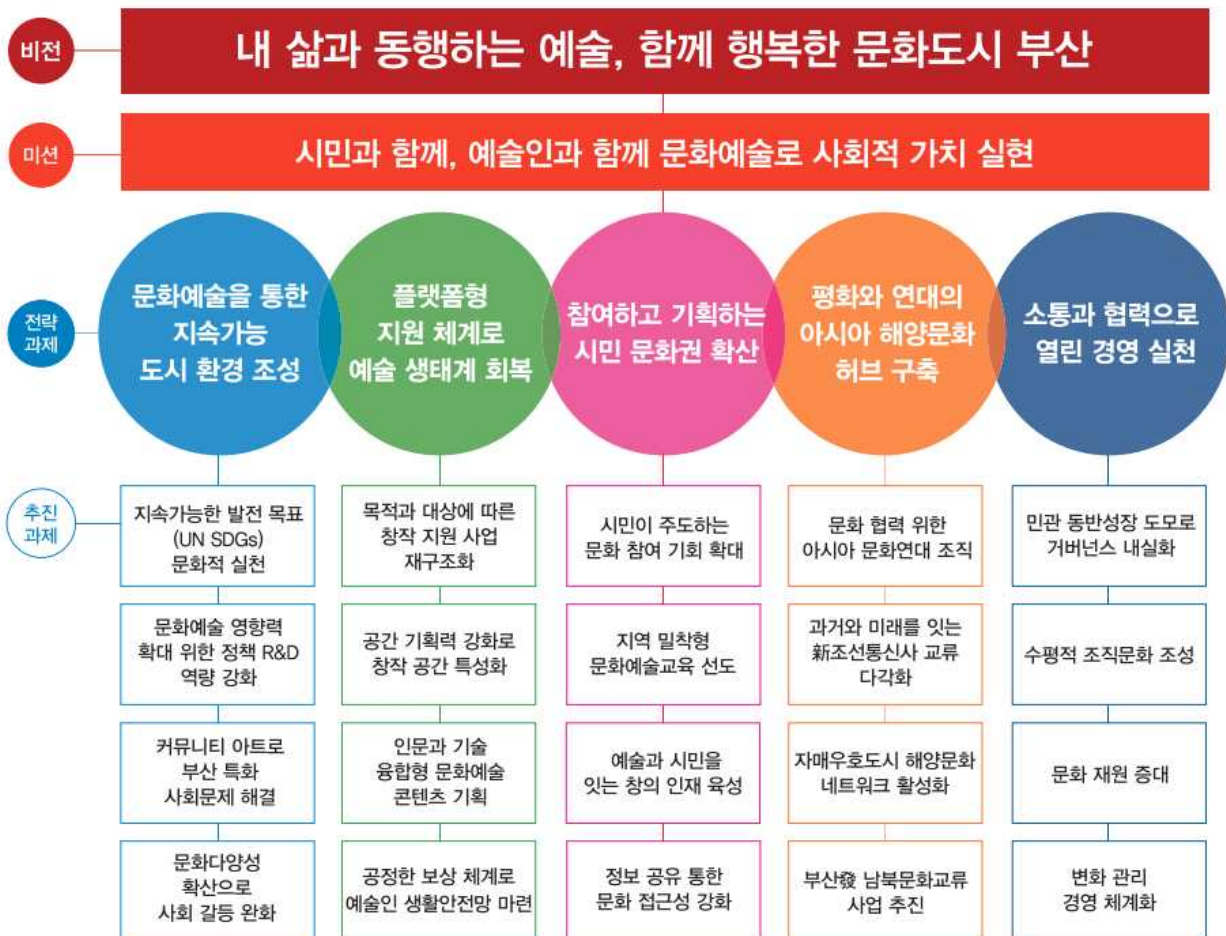 비전
내 삶과 동행하는 예술, 함께 행복한 문화도시 부산
미션
시민과 함께, 예술인과 함께 문화예술로 사회적 가치 실현
전략
과제
문화예술을 통한
지속가능
도시 환경 조성
플랫폼형
지원 체계로
예술 생태계 회복
참여하고 기획하는
시민 문화권 확산
평화와 연대의
아시아 해양문화
허브 구축
소통과 협력으로
열린 경영 실천
추진
과제
지속가능한 발전 목표
(UN SDGs)
문화적 실천
목적과 대상에 따른
창작 지원 사업
재구조화
시민이 주도하는
문화 참여 기회 확대
문화 협력 위한
아시아 문화연대 조직
민관 동반성장 도모로
거버넌스 내실화
문화예술 영향력
확대 위한 정책 R&D
역량 강화
공간 기획력 강화로
창작 공간 특성화
지역 밀착형
문화예술교육 선도
과거와 미래를 잇는
新조선통신사 교류
다각화
수평적 조직문화 조성
커뮤니티 아트로
부산 특화
사회문제 해결
인문과 기술
융합형 문화예술
콘텐츠 기획
예술과 시민을
잇는 창의 인재 육성
자매우호도시 해양문화
네트워크 활성화
문화 재원 증대
문화다양성
확산으로
사회 갈등 완화
공정한 보상 체계로
예술인 생활안전망 마련
정보 공유 통한
문화 접근성 강화
부산發 남북문화교류
사업 추진
변화 관리
경영 체계화